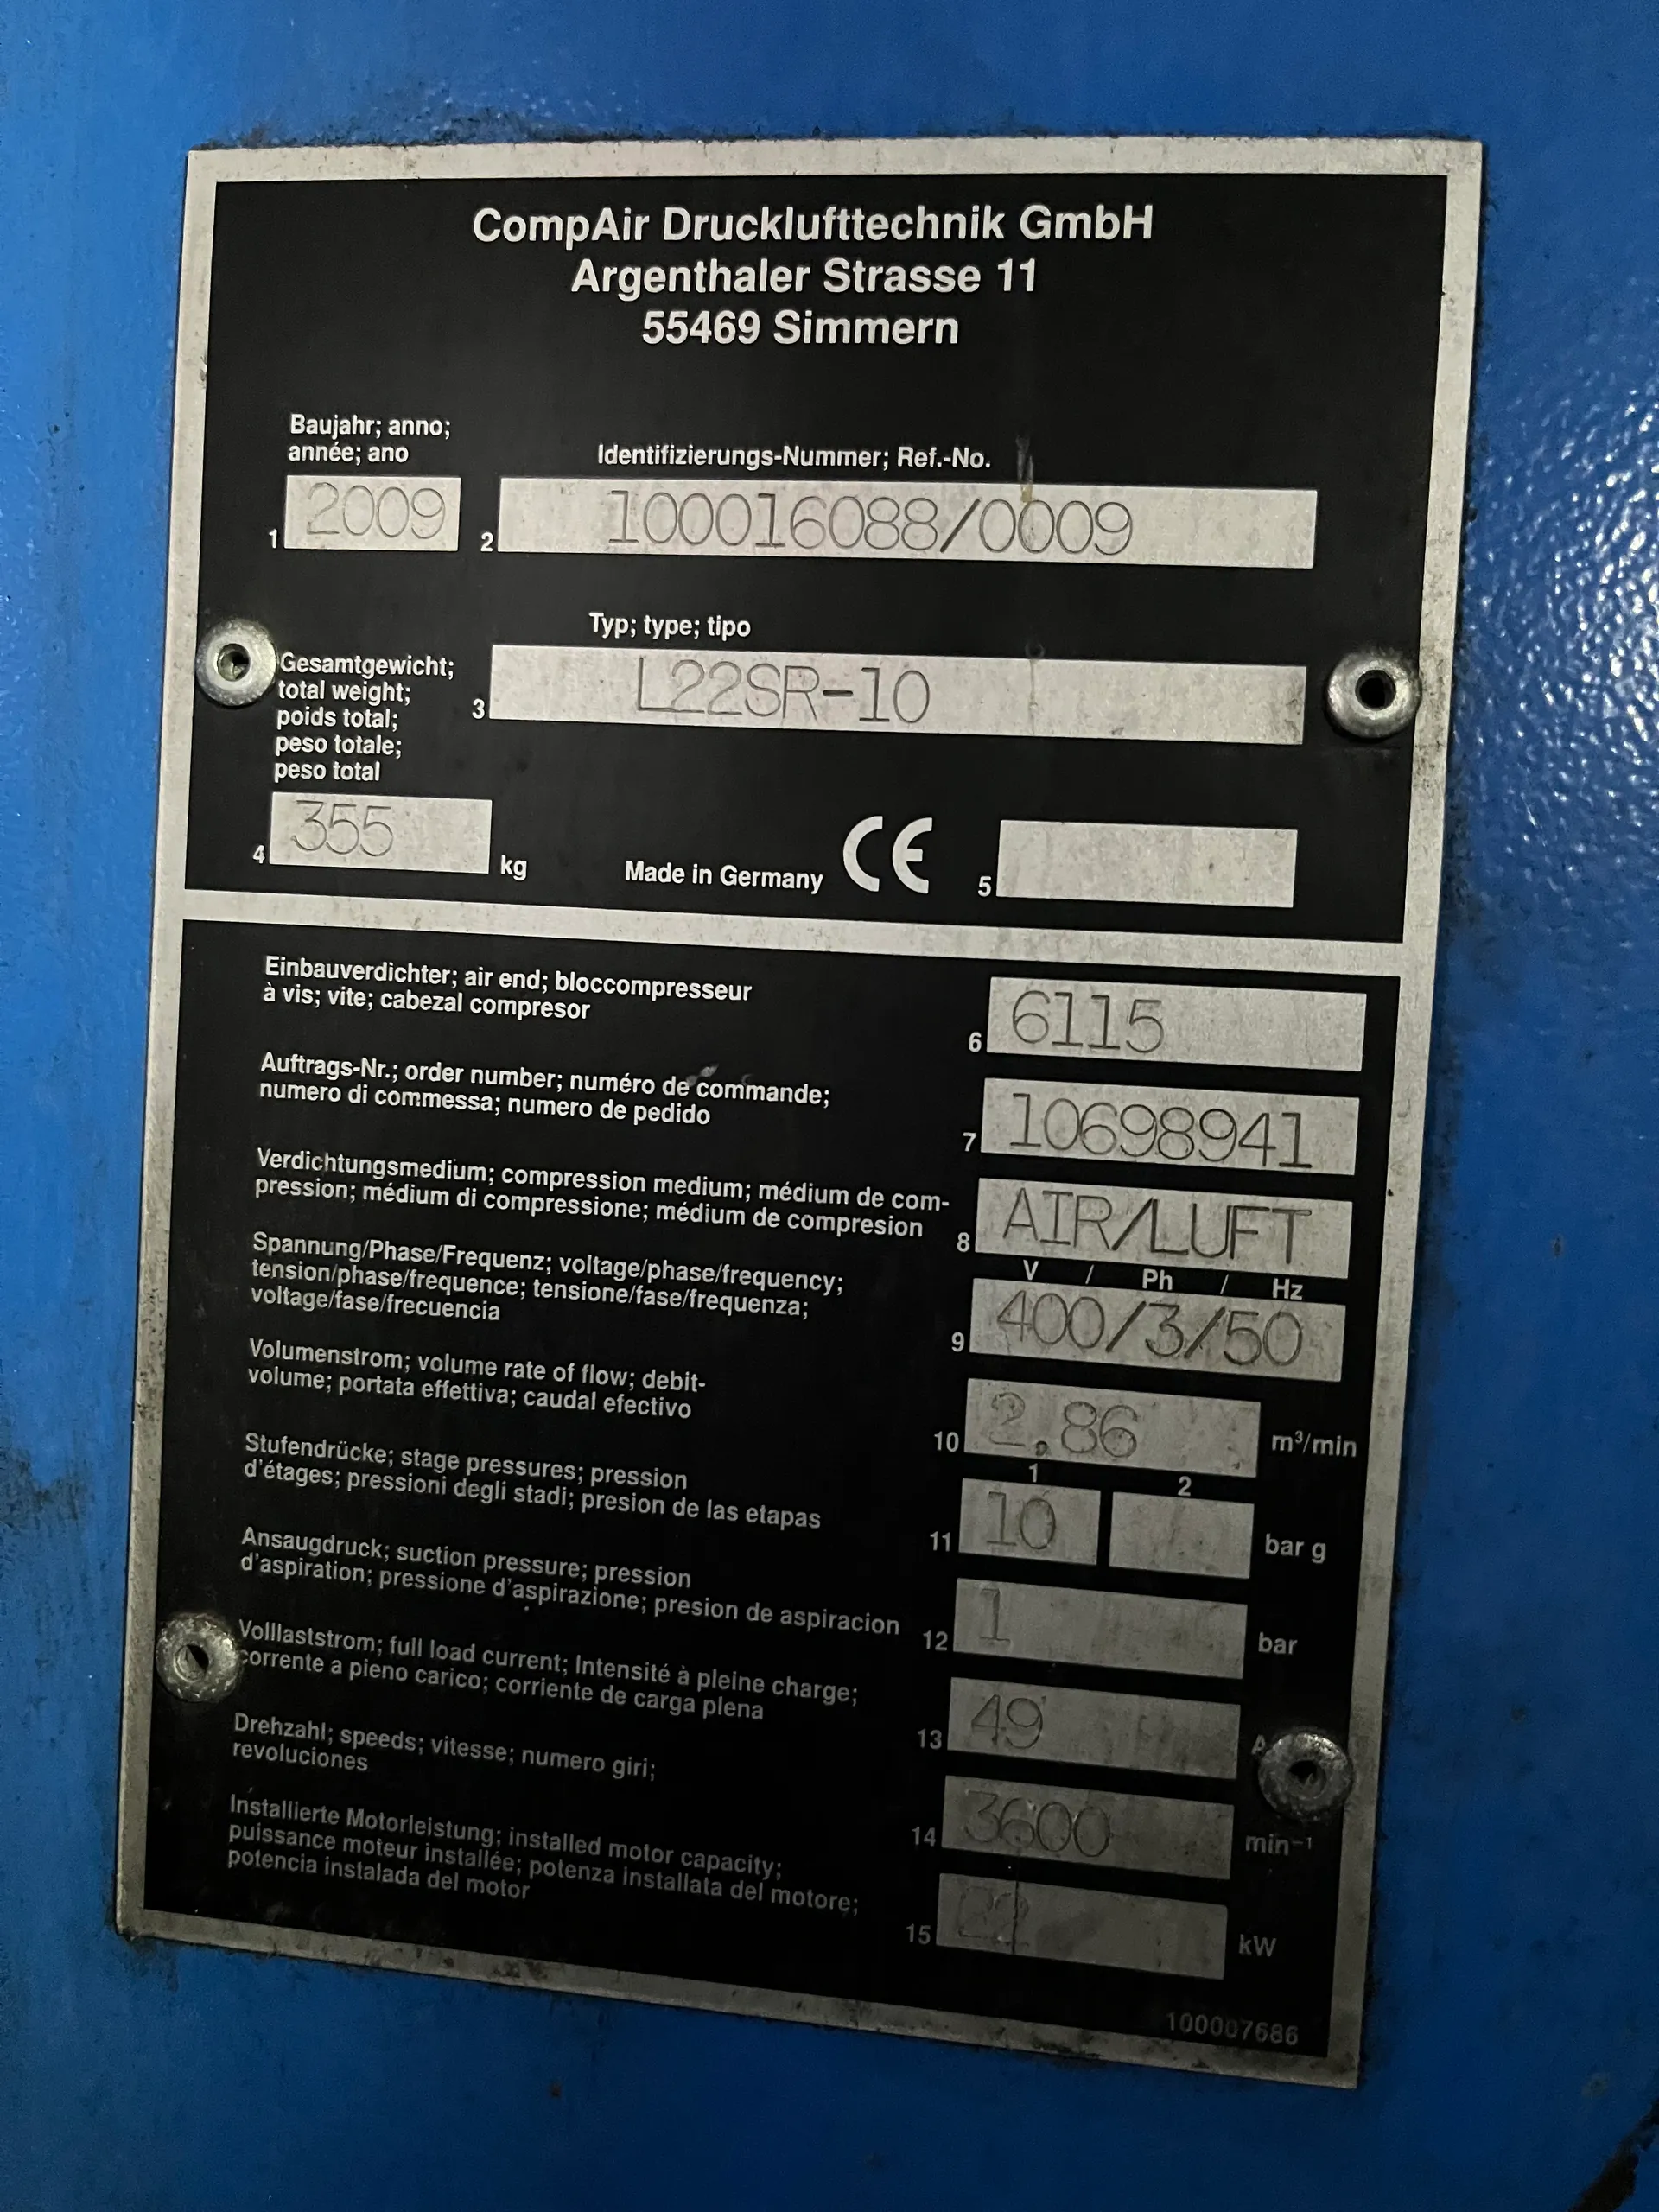 CompAir Drucklufttechnik GmbH
Argenthaler Strasse 11
55469 Simmern
Baujahr; anno;
année; ano
1 2009
Identifizierungs-Nummer; Ref.-No.
2 100016088/0009
Typ; type; tipo
3 L22SR-10
Gesamtgewicht;
total weight;
poids total;
peso totale;
peso total
4 355 kg
Made in Germany CE 5
Einbauverdichter; air end; bloccompresseur
à vis; vite; cabezal compresor
6 6115
Auftrags-Nr.; order number; numéro de commande;
numero di commessa; numero de pedido
7 10698941
Verdichtungsmedium; compression medium; médium de com-
pression; médium di compressione; médium de compresion
8 AIR/LUFT
Spannung/Phase/Frequenz; voltage/phase/frequency;
tension/phase/frequence; tensione/fase/frequenza;
voltage/fase/frecuencia
V / Ph / Hz
9 400/3/50
Volumenstrom; volume rate of flow; debit-
volume; portata effettiva; caudal efectivo
10 2,86 m³/min
Stufendrücke; stage pressures; pression
d'étages; pressioni degli stadi; presion de las etapas
1 2
11 10 bar g
Ansaugdruck; suction pressure; pression
d'aspiration; pressione d'aspirazione; presion de aspiracion
12 1 bar
Volllaststrom; full load current; Intensité à pleine charge;
corrente a pieno carico; corriente de carga plena
13 49 A
Drehzahl; speeds; vitesse; numero giri;
revoluciones
14 3600 min⁻¹
Installierte Motorleistung; installed motor capacity;
puissance moteur installée; potenza installata del motore;
potencia instalada del motor
15 22 kW
100007686